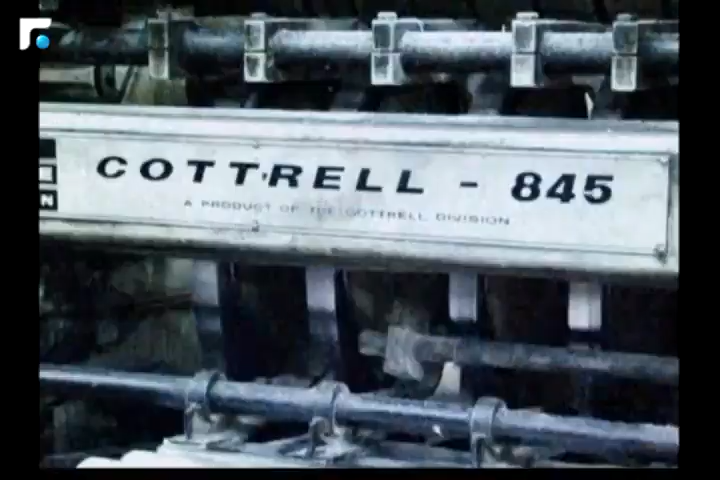 COTTRELL - 845
A PRODUCT OF THE COTTRELL DIVISION
N